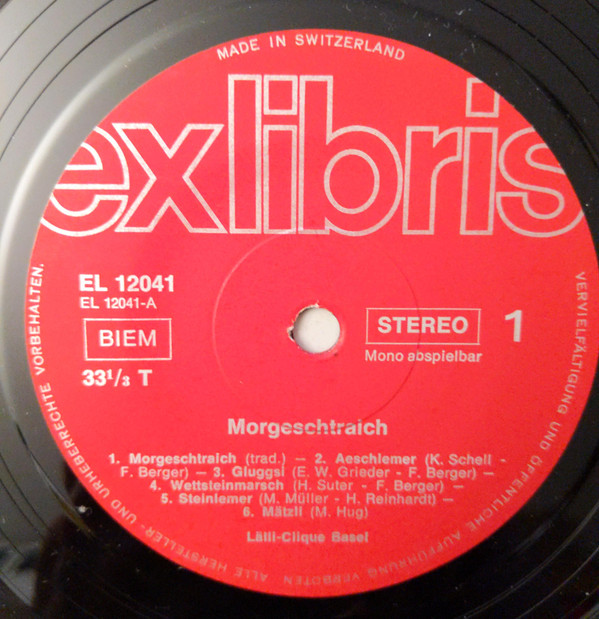 MADE IN SWITZERLAND
exlibris
EL 12041
EL 12041-A
BIEM
33¹/₃ T
STEREO 1
Mono abspielbar
Morgeschtraich
1. Morgeschtraich (trad.) — 2. Aeschlemer (K. Schell -
F. Berger) — 3. Gluggsi (E. W. Grieder - F. Berger) —
4. Wettsteinmarsch (H. Suter - F. Berger) —
5. Steinlemer (M. Müller - H. Reinhardt) —
6. Mätzli (M. Hug)
Lälli-Clique Basel
VERVIELFÄLTIGUNG UND ÖFFENTLICHE AUFFÜHRUNG VERBOTEN. ALLE HERSTELLER- UND URHEBERRECHTE VORBEHALTEN.